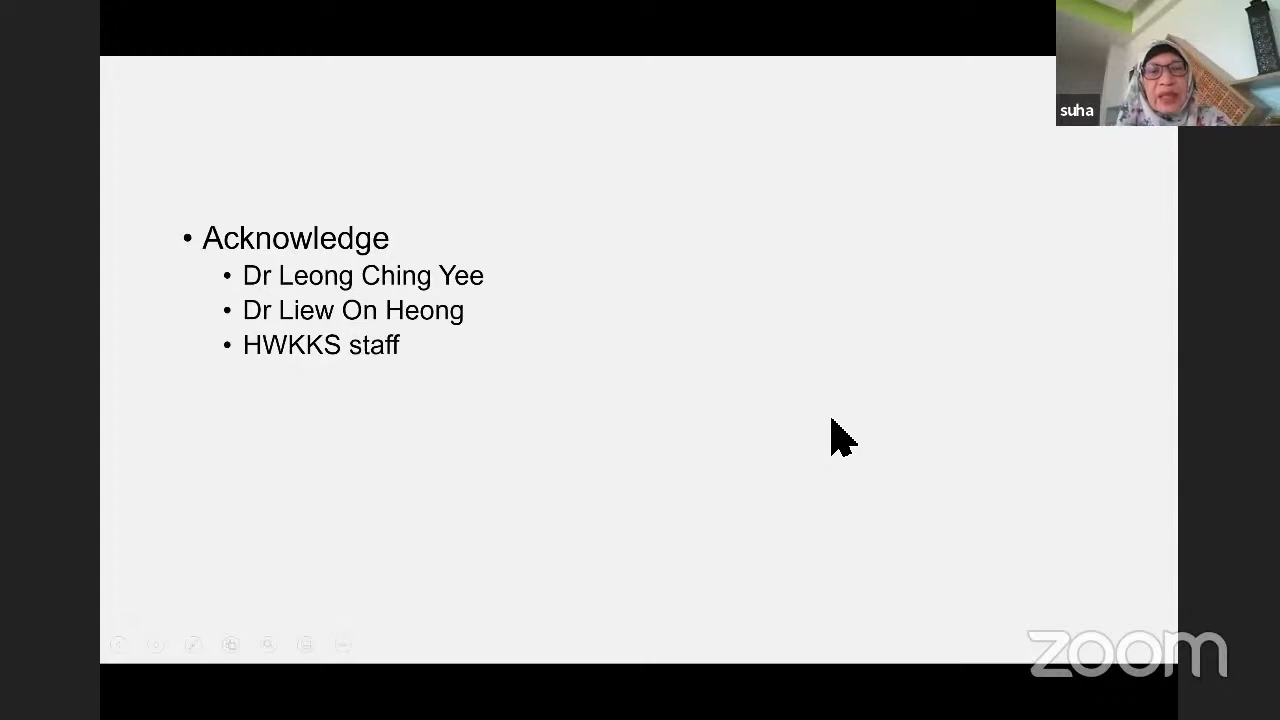 suha
• Acknowledge
• Dr Leong Ching Yee
• Dr Liew On Heong
• HWKKS staff
zoom